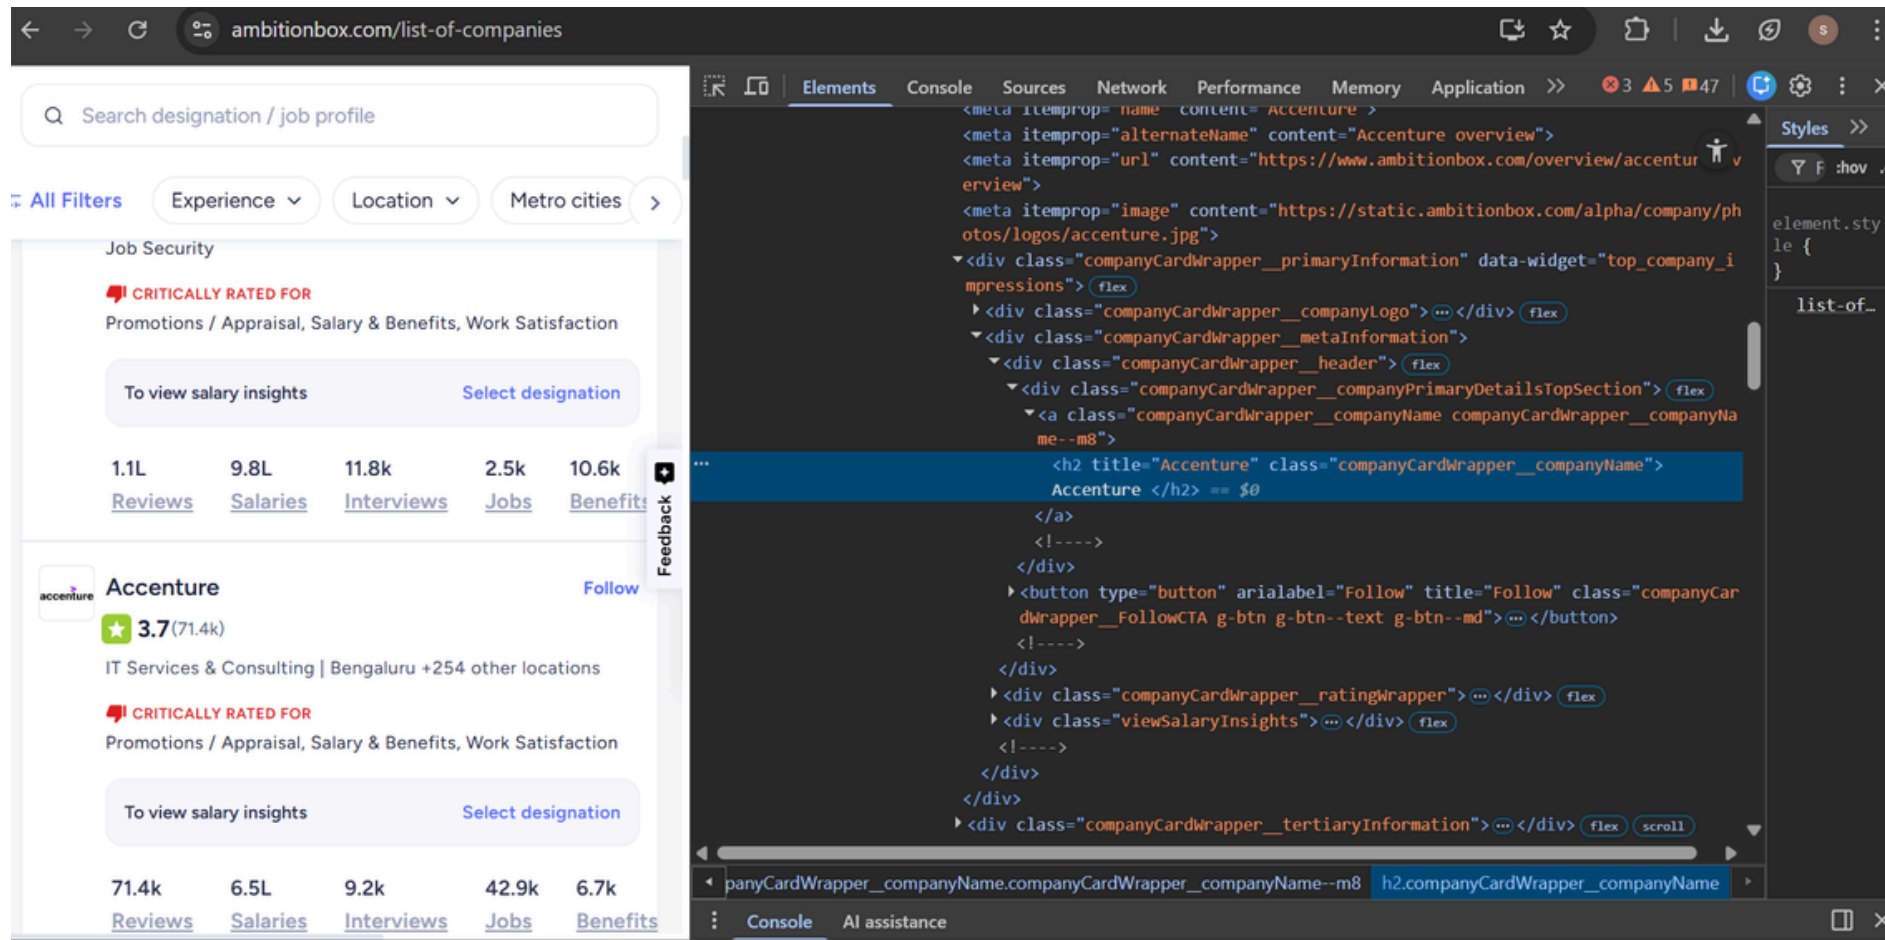 ambitionbox.com/list-of-companies
S
Search designation / job profile
All Filters
Experience
Location
Metro cities
Job Security
CRITICALLY RATED FOR
Promotions / Appraisal, Salary & Benefits, Work Satisfaction
To view salary insights
Select designation
1.1L 9.8L 11.8k 2.5k 10.6k
Reviews Salaries Interviews Jobs Benefits
Feedback
accenture
Accenture
Follow
3.7 (71.4k)
IT Services & Consulting | Bengaluru +254 other locations
CRITICALLY RATED FOR
Promotions / Appraisal, Salary & Benefits, Work Satisfaction
To view salary insights
Select designation
71.4k 6.5L 9.2k 42.9k 6.7k
Reviews Salaries Interviews Jobs Benefits
Elements Console Sources Network Performance Memory Application >> 3 5 47
<meta itemprop="name" content="Accenture">
<meta itemprop="alternateName" content="Accenture overview">
<meta itemprop="url" content="https://www.ambitionbox.com/overview/accentur v
erview">
<meta itemprop="image" content="https://static.ambitionbox.com/alpha/company/ph
otos/logos/accenture.jpg">
<div class="companyCardWrapper__primaryInformation" data-widget="top_company_i
mpressions"> flex
<div class="companyCardWrapper__companyLogo">…</div> flex
<div class="companyCardWrapper__metaInformation">
<div class="companyCardWrapper__header"> flex
<div class="companyCardWrapper__companyPrimaryDetailsTopSection"> flex
<a class="companyCardWrapper__companyName companyCardWrapper__companyNa
me--m8">
… <h2 title="Accenture" class="companyCardWrapper__companyName">
Accenture </h2> == $0
</a>
<!---->
</div>
<button type="button" arialabel="Follow" title="Follow" class="companyCar
dWrapper__FollowCTA g-btn g-btn--text g-btn--md">…</button>
<!---->
</div>
<div class="companyCardWrapper__ratingWrapper">…</div> flex
<div class="viewSalaryInsights">…</div> flex
<!---->
</div>
</div>
<div class="companyCardWrapper__tertiaryInformation">…</div> flex scroll
panyCardWrapper__companyName.companyCardWrapper__companyName--m8 h2.companyCardWrapper__companyName
Console AI assistance
Styles >>
F :hov .
element.sty
le {
}
list-of…